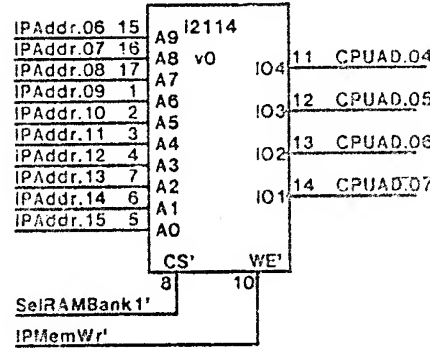 IPAddr.06 15 A9 i2114
IPAddr.07 16 A8 v0 IO4 11 CPUAD.04
IPAddr.08 17 A7
IPAddr.09 1 A6 IO3 12 CPUAD.05
IPAddr.10 2 A5
IPAddr.11 3 A4 IO2 13 CPUAD.06
IPAddr.12 4 A3
IPAddr.13 7 A2 IO1 14 CPUAD.07
IPAddr.14 6 A1
IPAddr.15 5 A0
CS' WE'
8 10
SelRAMBank1'
IPMemWr'